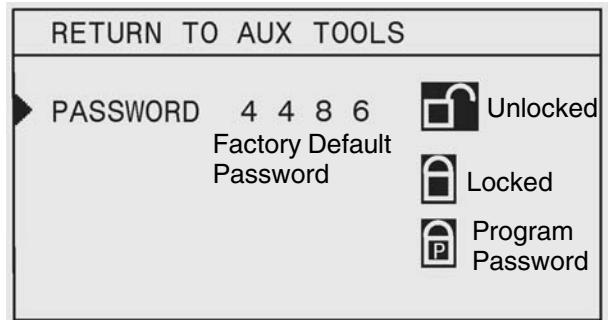 RETURN TO AUX TOOLS
PASSWORD 4 4 8 6
Unlocked
Factory Default
Password
Locked
P
Program
Password